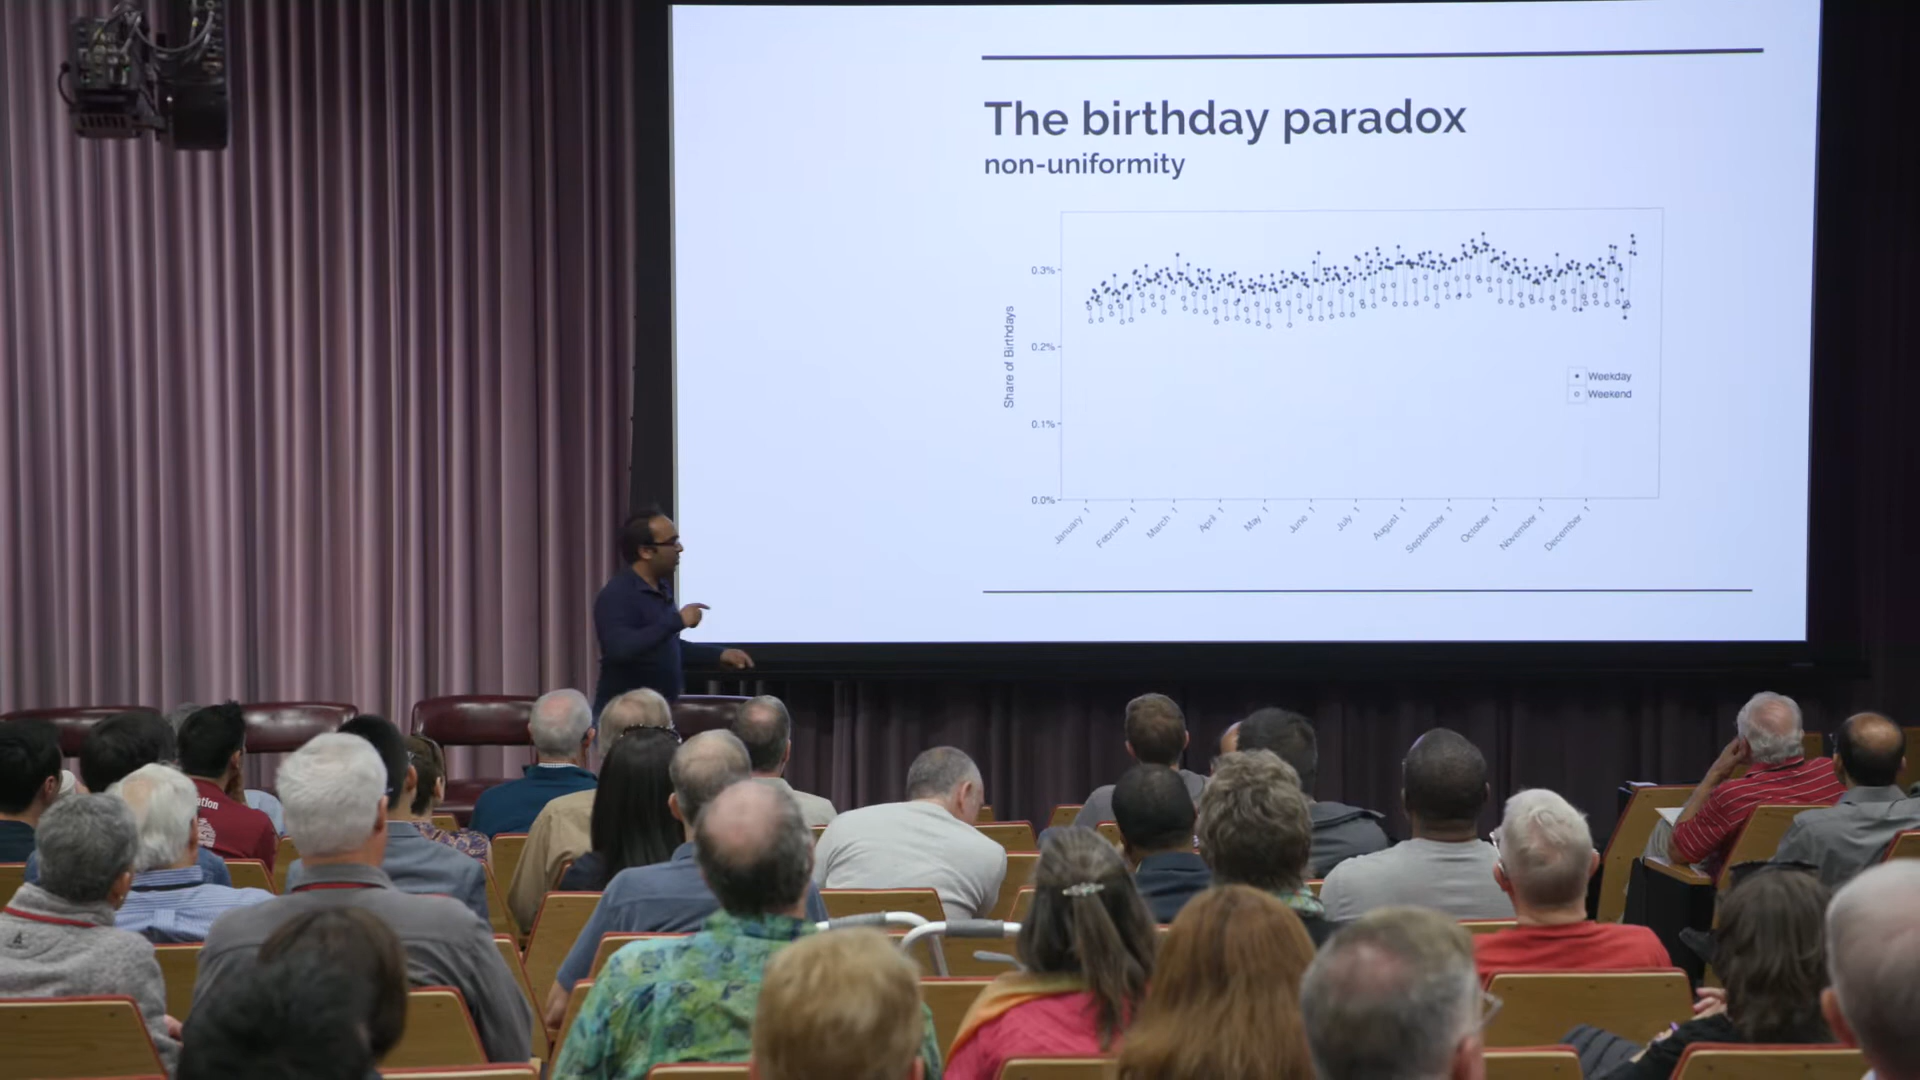 The birthday paradox
non-uniformity
0.3%
0.2%
0.1%
0.0%
Share of Birthdays
Weekday
Weekend
January 1
February 1
March 1
April 1
May 1
June 1
July 1
August 1
September 1
October 1
November 1
December 1
ation